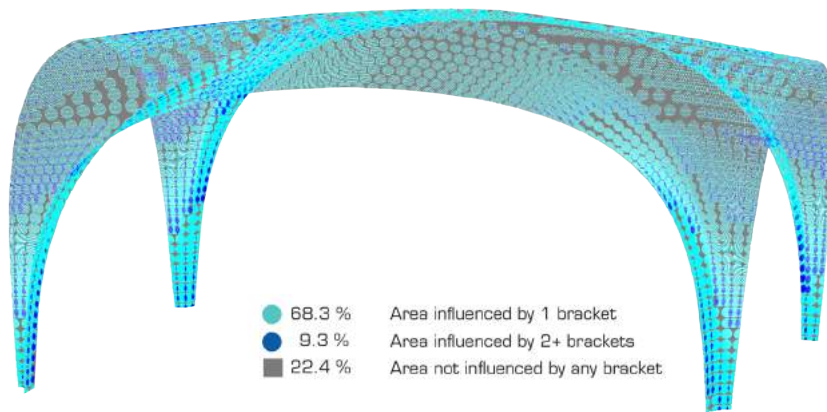 68.3 % Area influenced by 1 bracket
9.3 % Area influenced by 2+ brackets
22.4 % Area not influenced by any bracket